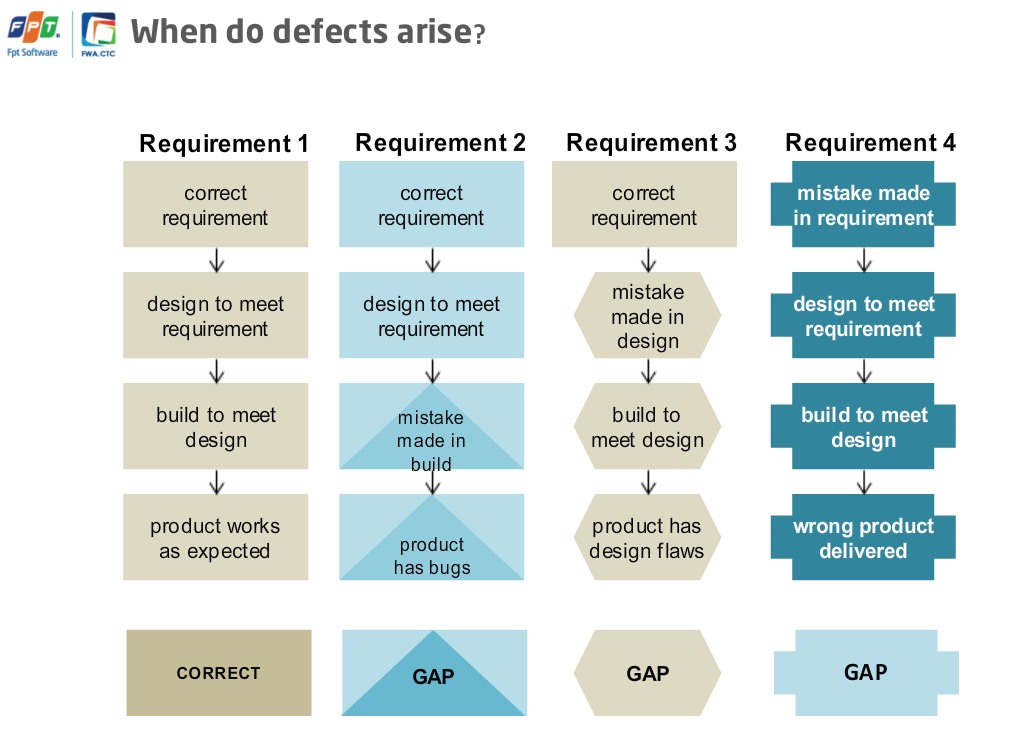 FPT
Fpt Software
FWA.CTC
When do defects arise?
Requirement 1
correct
requirement
design to meet
requirement
build to meet
design
product works
as expected
CORRECT
Requirement 2
correct
requirement
design to meet
requirement
mistake
made in
build
product
has bugs
GAP
Requirement 3
correct
requirement
mistake
made in
design
build to
meet design
product has
design flaws
GAP
Requirement 4
mistake made
in requirement
design to meet
requirement
build to meet
design
wrong product
delivered
GAP